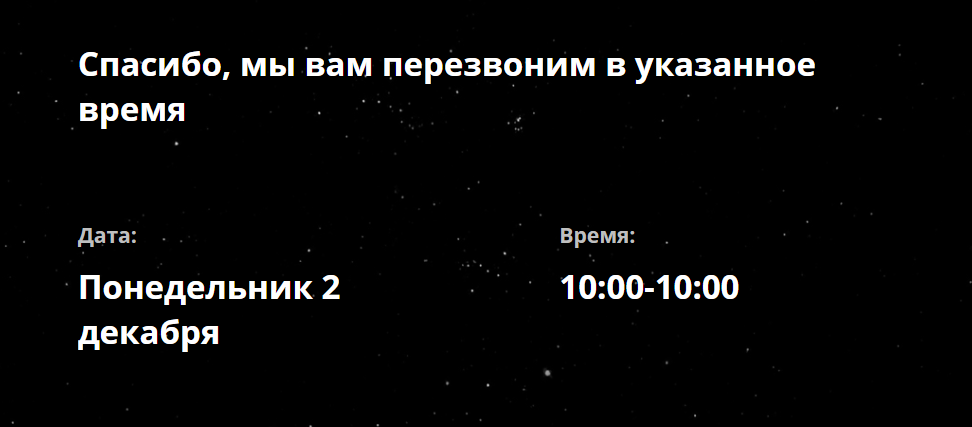 Спасибо, мы вам перезвоним в указанное
время
Дата:
Время:
Понедельник 2
декабря
10:00-10:00